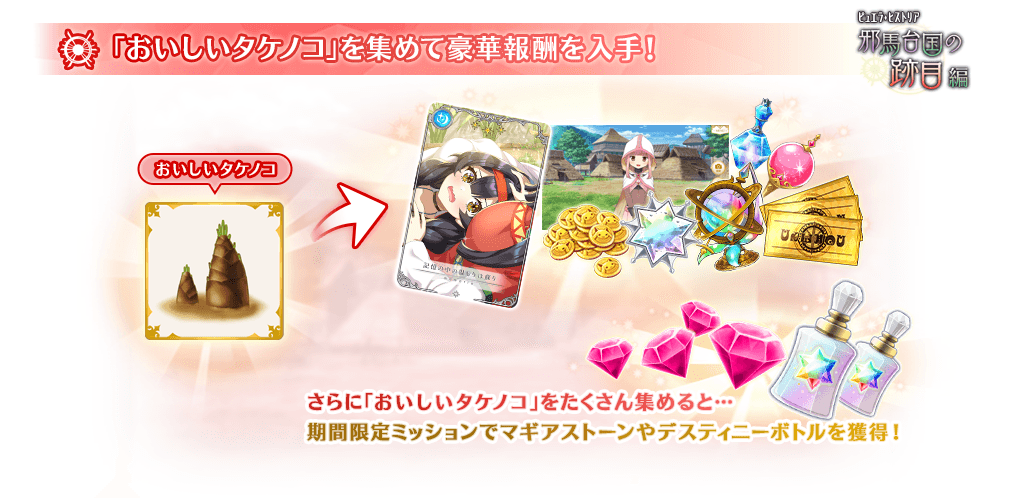 「おいしいタケノコ」を集めて豪華報酬を入手!
ピュエラ・ヒストリア
邪馬台国の
跡目編
おいしいタケノコ
さらに「おいしいタケノコ」をたくさん集めると…
期間限定ミッションでマギアストーンやデスティニーボトルを獲得!